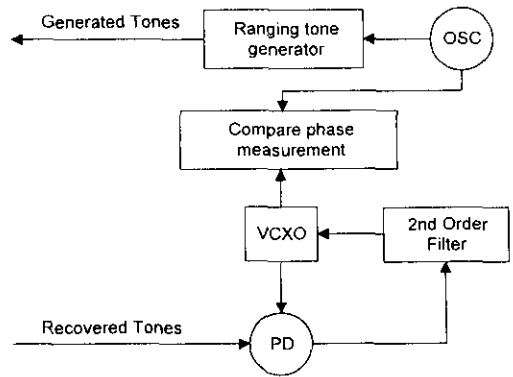 Generated Tones
Ranging tone
generator
OSC
Compare phase
measurement
VCXO
2nd Order
Filter
Recovered Tones
PD